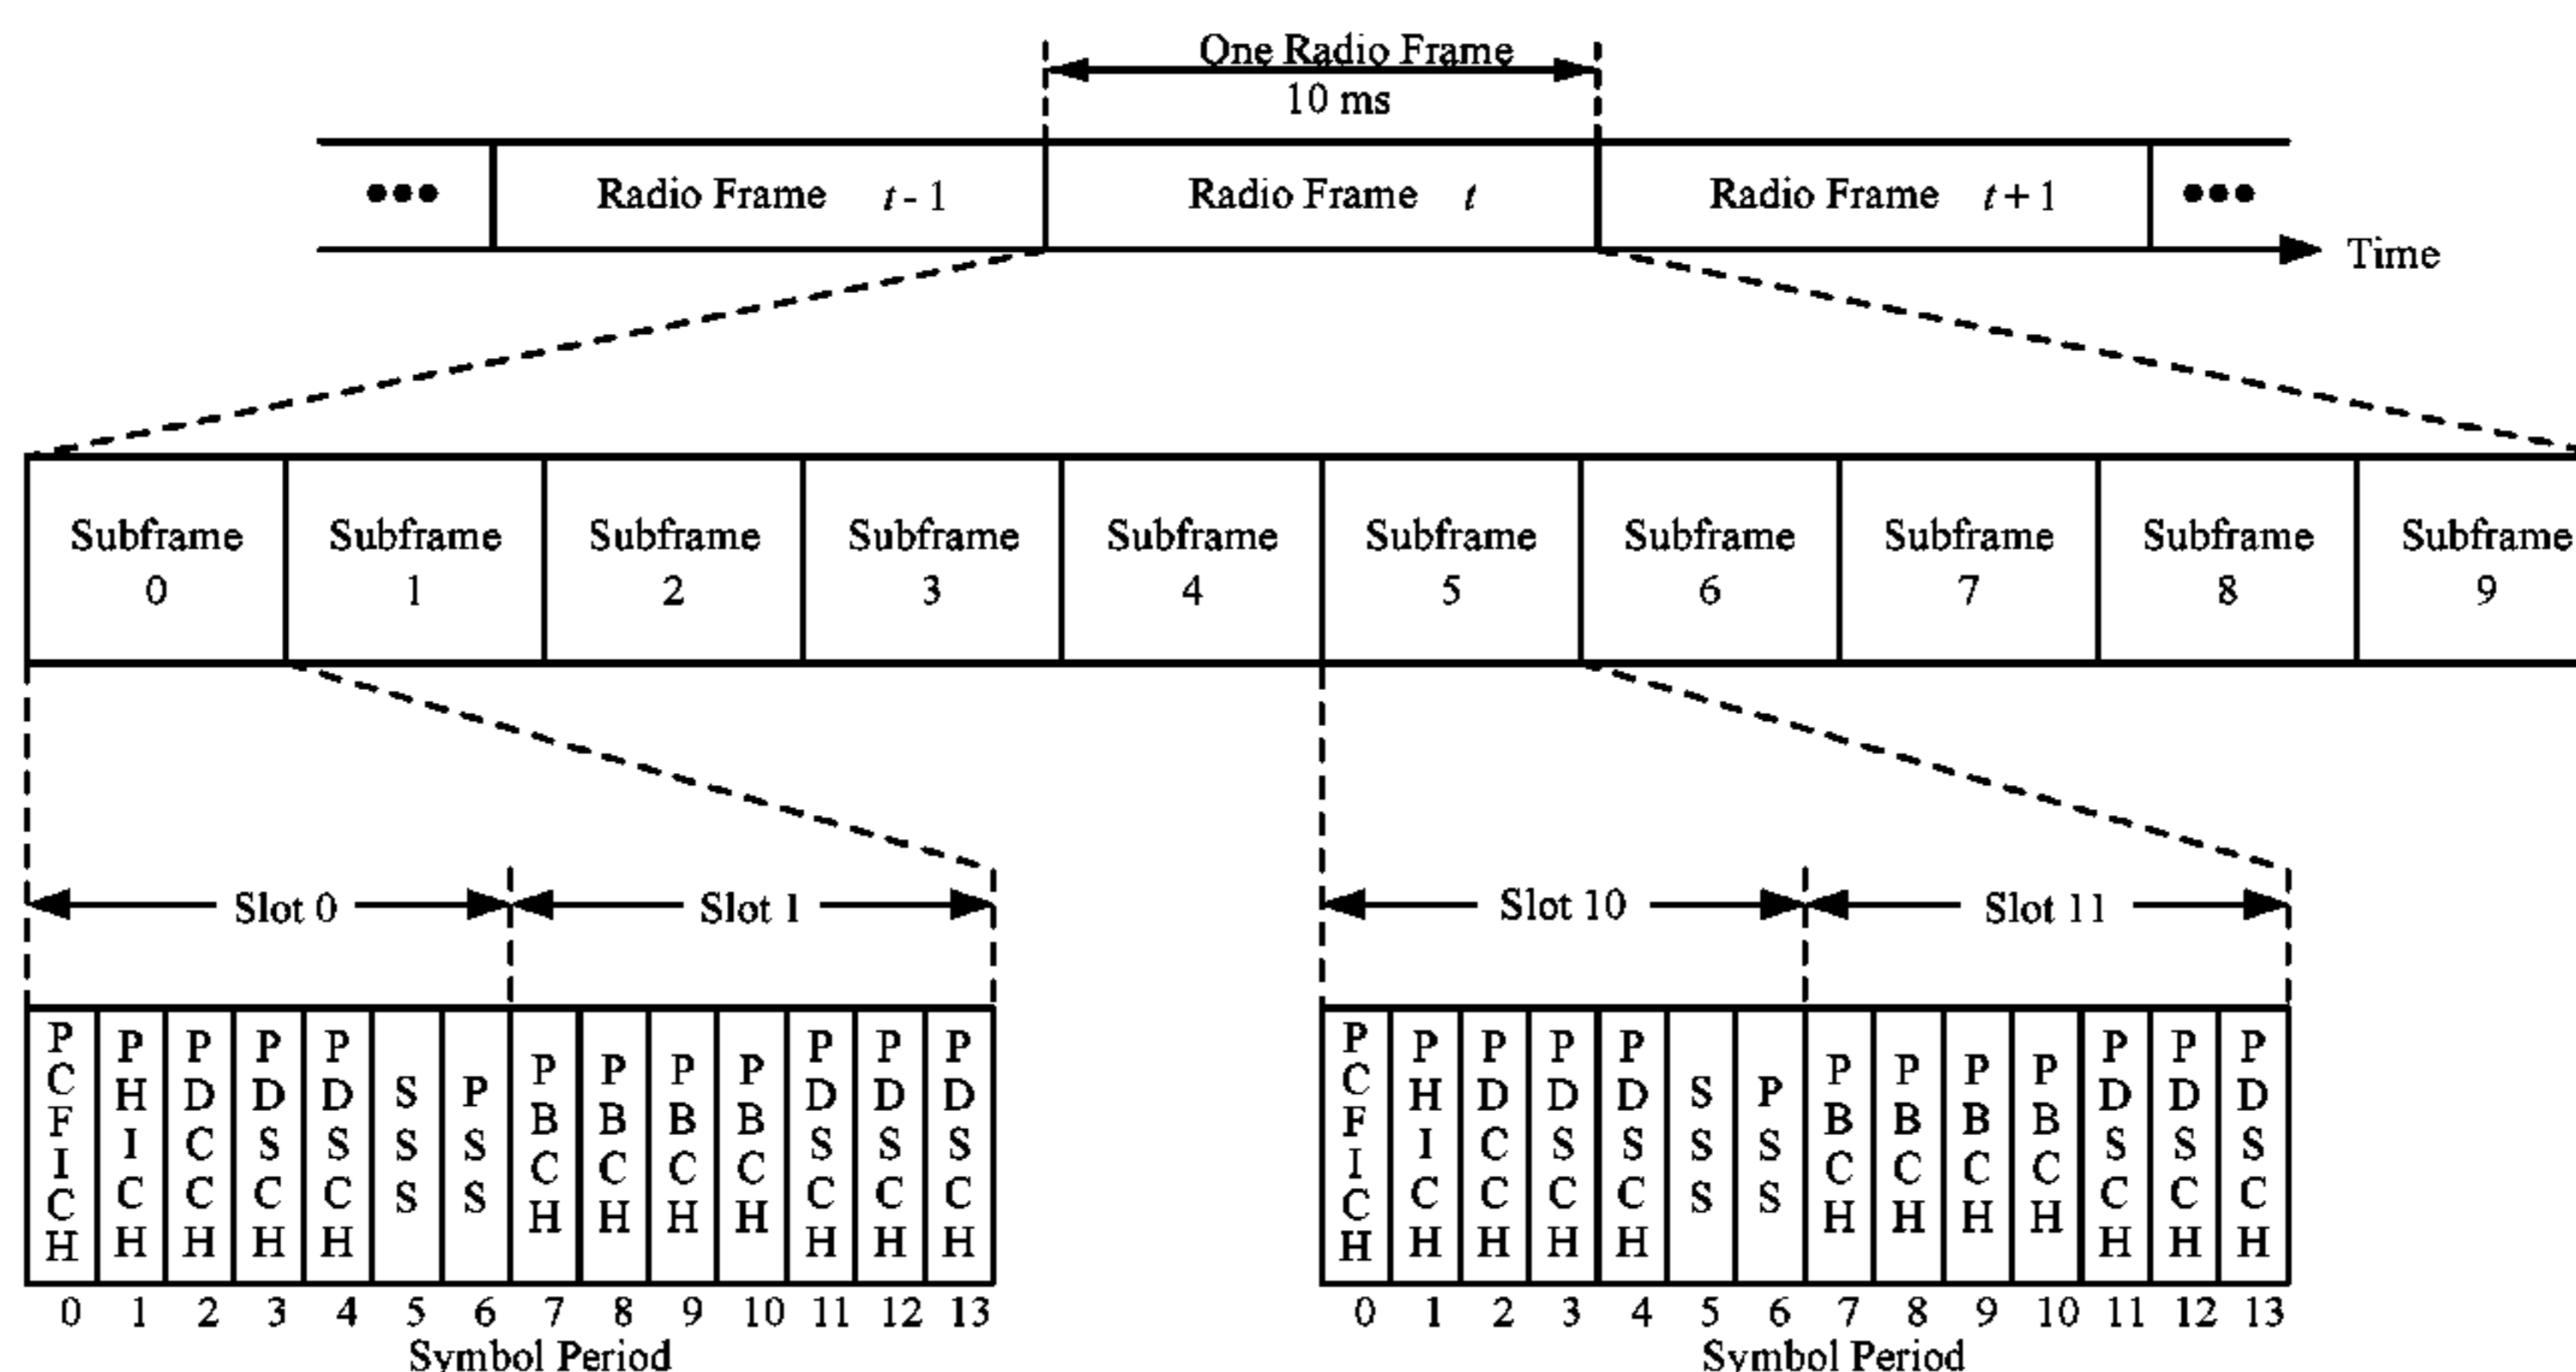 One Radio Frame
10 ms
••• Radio Frame t - 1 Radio Frame t Radio Frame t + 1 •••
Time
Subframe 0
Subframe 1
Subframe 2
Subframe 3
Subframe 4
Subframe 5
Subframe 6
Subframe 7
Subframe 8
Subframe 9
Slot 0 Slot 1
PCFICH PHICH PDCCH PDSCH PDSCH SSS PSS PBCH PBCH PBCH PBCH PDSCH PDSCH PDSCH
0 1 2 3 4 5 6 7 8 9 10 11 12 13
Symbol Period
Slot 10 Slot 11
PCFICH PHICH PDCCH PDSCH PDSCH SSS PSS PBCH PBCH PBCH PBCH PDSCH PDSCH PDSCH
0 1 2 3 4 5 6 7 8 9 10 11 12 13
Symbol Period